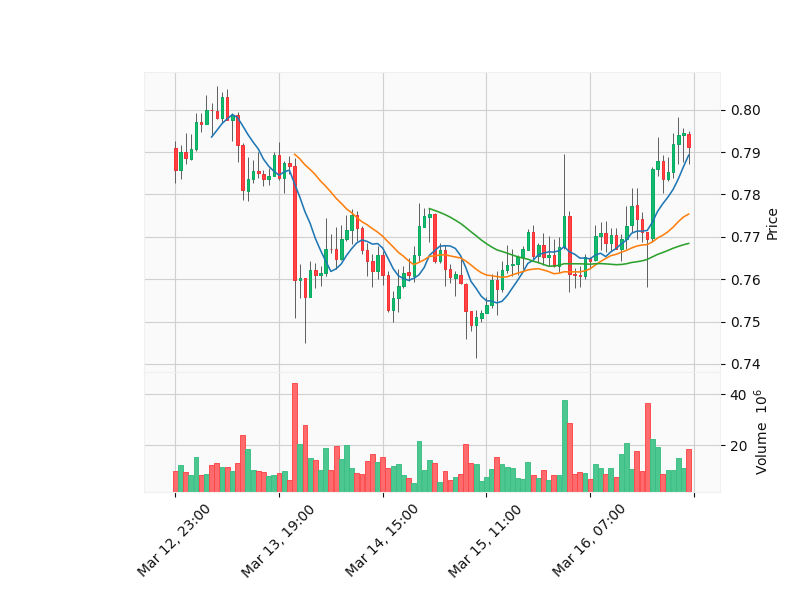 0.80
0.79
0.78
0.77
0.76
0.75
0.74
Price
40
20
Volume 10^6
Mar 12, 23:00
Mar 13, 19:00
Mar 14, 15:00
Mar 15, 11:00
Mar 16, 07:00